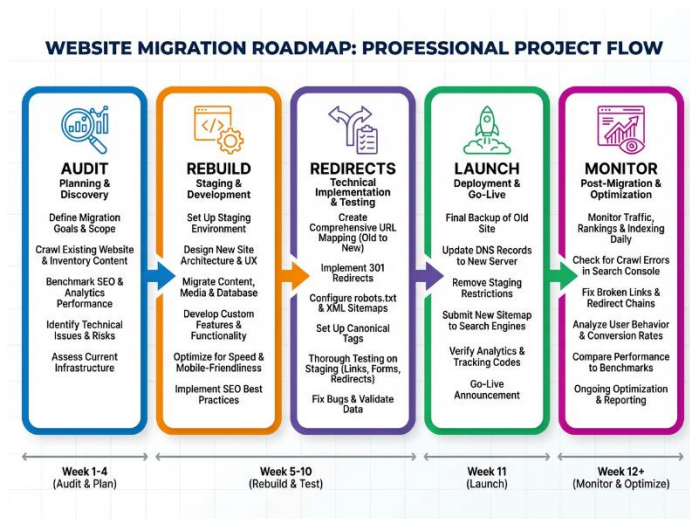 WEBSITE MIGRATION ROADMAP: PROFESSIONAL PROJECT FLOW
AUDIT
Planning &
Discovery
Define Migration
Goals & Scope
Crawl Existing Website
& Inventory Content
Benchmark SEO &
Analytics
Performance
Identify Technical
Issues & Risks
Assess Current
Infrastructure
REBUILD
Staging &
Development
Set Up Staging
Environment
Design New Site
Architecture & UX
Migrate Content,
Media & Database
Develop Custom
Features &
Functionality
Optimize for Speed &
Mobile-Friendliness
Implement SEO Best
Practices
REDIRECTS
Technical
Implementation
& Testing
Create
Comprehensive URL
Mapping (Old to
New)
Implement 301
Redirects
Configure robots.txt
& XML Sitemaps
Set Up Canonical
Tags
Thorough Testing on
Staging (Links, Forms,
Redirects)
Fix Bugs & Validate
Data
LAUNCH
Deployment &
Go-Live
Final Backup of Old
Site
Update DNS Records
to New Server
Remove Staging
Restrictions
Submit New Sitemap
to Search Engines
Verify Analytics &
Tracking Codes
Go-Live
Announcement
MONITOR
Post-Migration &
Optimization
Monitor Traffic,
Rankings & Indexing
Daily
Check for Crawl Errors
in Search Console
Fix Broken Links &
Redirect Chains
Analyze User Behavior
& Conversion Rates
Compare Performance
to Benchmarks
Ongoing Optimization
& Reporting
Week 1-4
(Audit & Plan)
Week 5-10
(Rebuild & Test)
Week 11
(Launch)
Week 12+
(Monitor & Optimize)